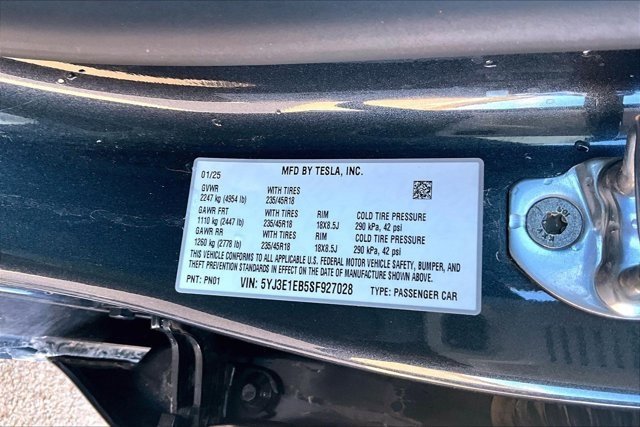 01/25 MFD BY TESLA, INC.
GVWR WITH TIRES
2247 kg (4954 lb) 235/45R18
GAWR FRT WITH TIRES RIM COLD TIRE PRESSURE
1110 kg (2447 lb) 235/45R18 18X8.5J 290 kPa, 42 psi
GAWR RR WITH TIRES RIM COLD TIRE PRESSURE
1260 kg (2778 lb) 235/45R18 18X8.5J 290 kPa, 42 psi
THIS VEHICLE CONFORMS TO ALL APPLICABLE U.S. FEDERAL MOTOR VEHICLE SAFETY, BUMPER, AND
THEFT PREVENTION STANDARDS IN EFFECT ON THE DATE OF MANUFACTURE SHOWN ABOVE.
PNT: PN01 VIN: 5YJ3E1EB5SF927028 TYPE: PASSENGER CAR